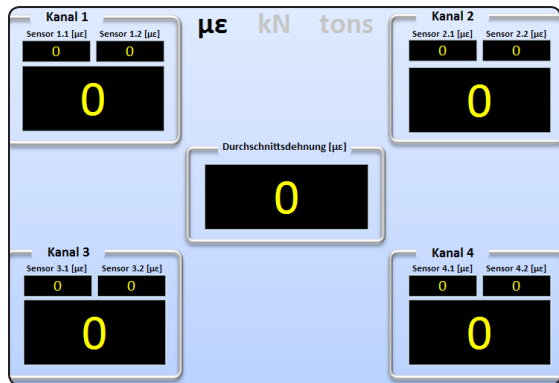 Kanal 1
Sensor 1.1 [µε] Sensor 1.2 [µε]
0 0
0
µε kN tons
Kanal 2
Sensor 2.1 [µε] Sensor 2.2 [µε]
0 0
0
Durchschnittsdehnung [µε]
0
Kanal 3
Sensor 3.1 [µε] Sensor 3.2 [µε]
0 0
0
Kanal 4
Sensor 4.1 [µε] Sensor 4.2 [µε]
0 0
0